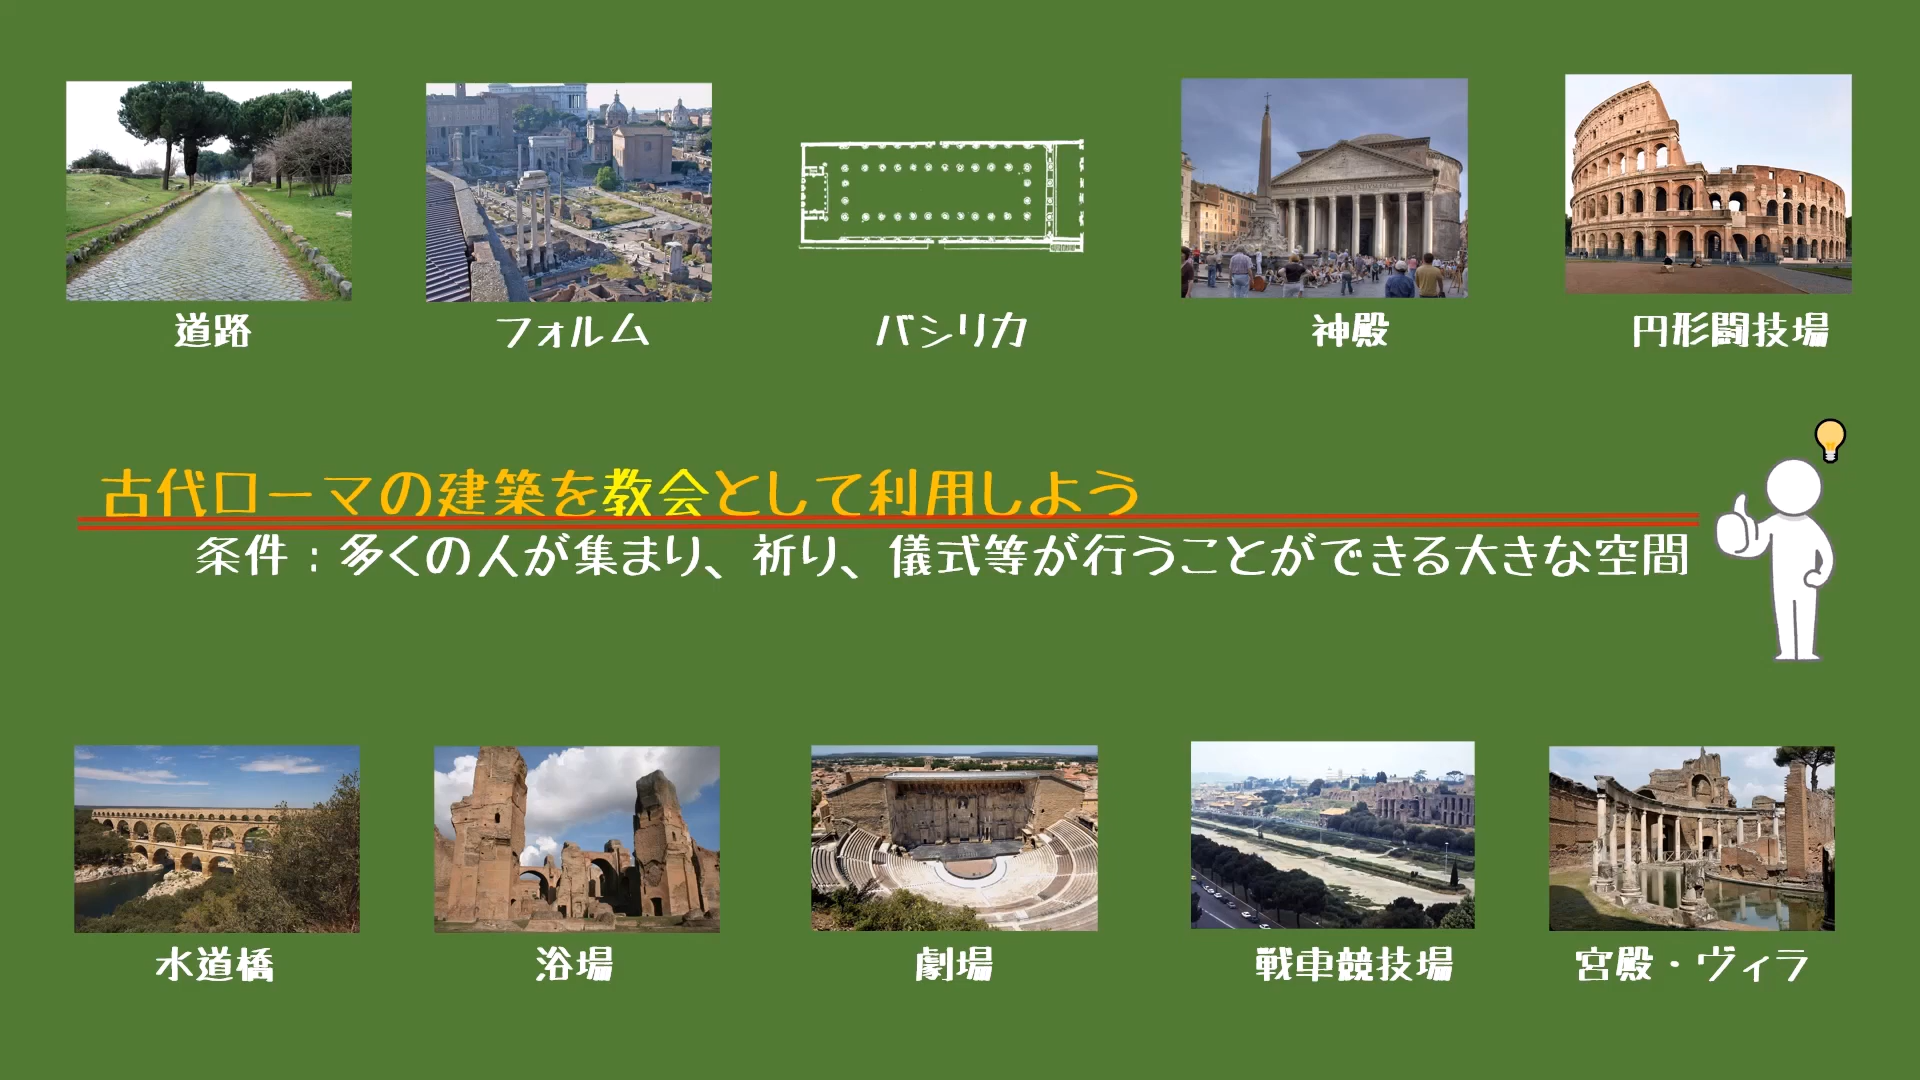 道路
フォルム
バシリカ
神殿
円形闘技場
古代ローマの建築を教会として利用しよう
条件：多くの人が集まり、祈り、儀式等が行うことができる大きな空間
水道橋
浴場
劇場
戦車競技場
宮殿・ヴィラ